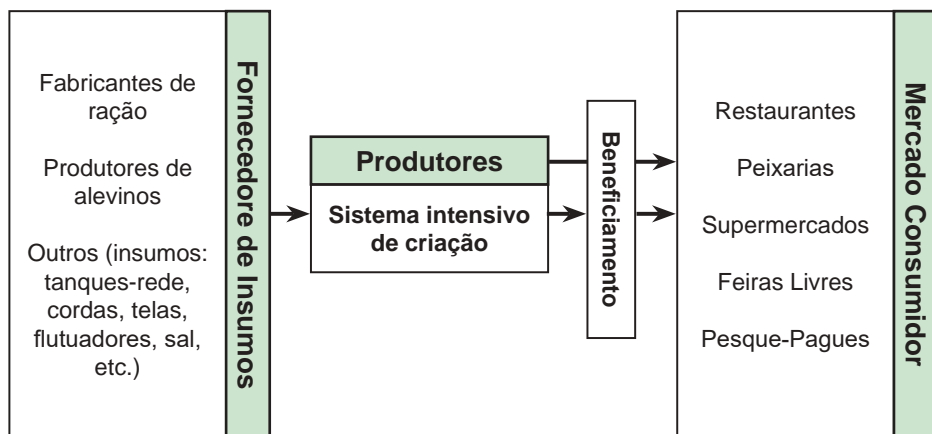 Fabricantes de
ração
Produtores de
alevinos
Outros (insumos:
tanques-rede,
cordas, telas,
flutuadores, sal,
etc.)
Fornecedore de Insumos
Produtores
Sistema intensivo
de criação
Beneficiamento
Restaurantes
Peixarias
Supermercados
Feiras Livres
Pesque-Pagues
Mercado Consumidor